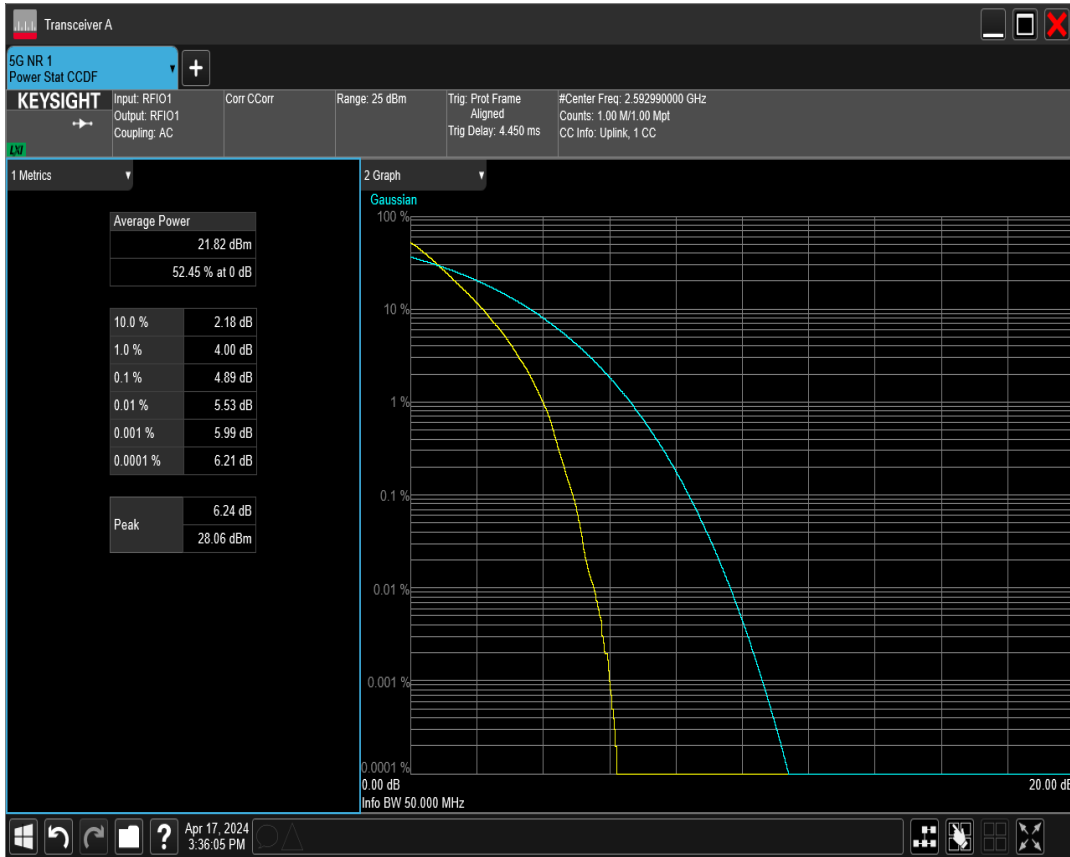 Transceiver A
5G NR 1
Power Stat CCDF
KEYSIGHT
LXI
Input: RFIO1
Output: RFIO1
Coupling: AC
Corr CCorr
Range: 25 dBm
Trig: Prot Frame
Aligned
Trig Delay: 4.450 ms
#Center Freq: 2.592990000 GHz
Counts: 1.00 M/1.00 Mpt
CC Info: Uplink, 1 CC
1 Metrics
Average Power
21.82 dBm
52.45 % at 0 dB
10.0 % 2.18 dB
1.0 % 4.00 dB
0.1 % 4.89 dB
0.01 % 5.53 dB
0.001 % 5.99 dB
0.0001 % 6.21 dB
Peak 6.24 dB
28.06 dBm
2 Graph
Gaussian
100 %
10 %
1 %
0.1 %
0.01 %
0.001 %
0.0001 %
0.00 dB 20.00 dB
Info BW 50.000 MHz
?
Apr 17, 2024
3:36:05 PM